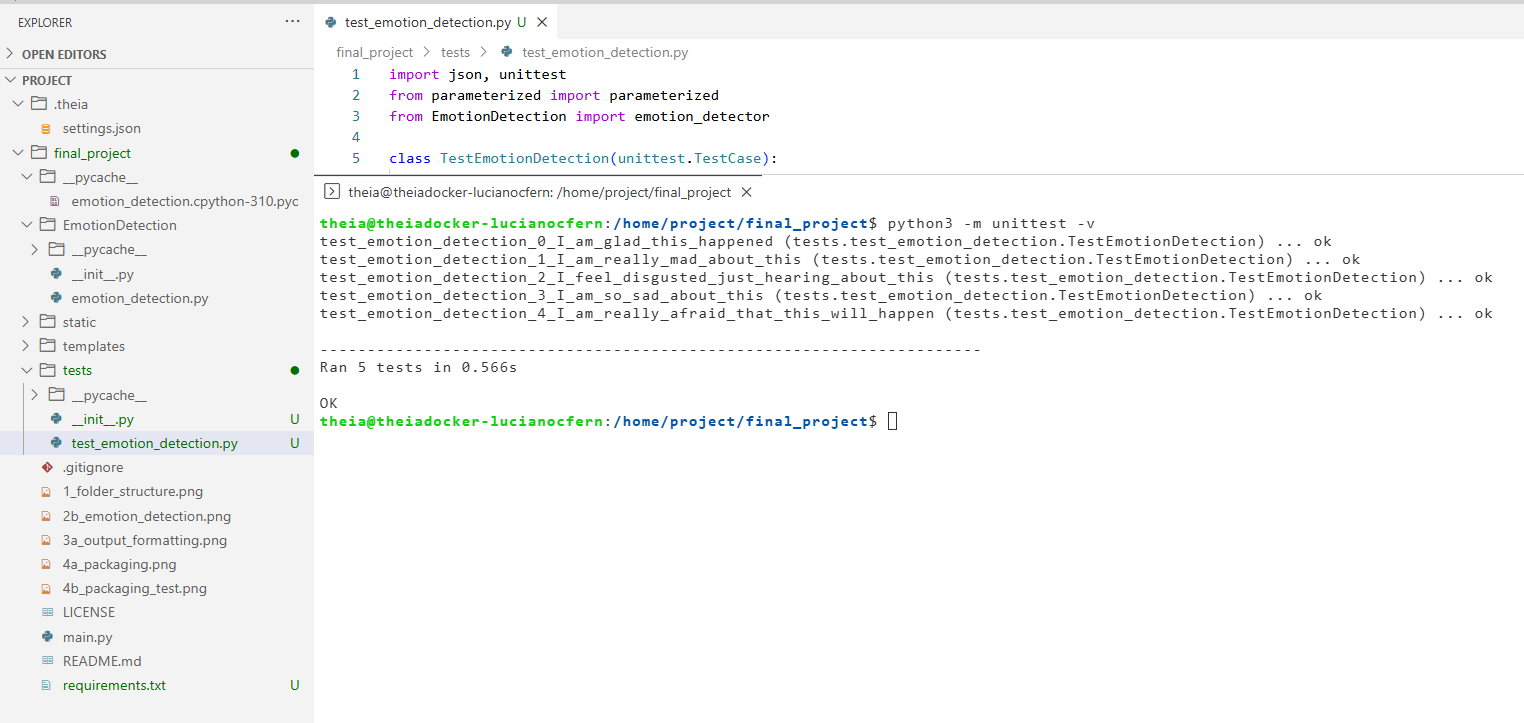 EXPLORER
...
OPEN EDITORS
PROJECT
.theia
settings.json
final_project
__pycache__
emotion_detection.cpython-310.pyc
EmotionDetection
__pycache__
__init__.py
emotion_detection.py
static
templates
tests
__pycache__
__init__.py U
test_emotion_detection.py U
.gitignore
1_folder_structure.png
2b_emotion_detection.png
3a_output_formatting.png
4a_packaging.png
4b_packaging_test.png
LICENSE
main.py
README.md
requirements.txt U
test_emotion_detection.py U
final_project > tests > test_emotion_detection.py
1 import json, unittest
2 from parameterized import parameterized
3 from EmotionDetection import emotion_detector
4
5 class TestEmotionDetection(unittest.TestCase):
theia@theiadocker-lucianocfern: /home/project/final_project
theia@theiadocker-lucianocfern:/home/project/final_project$ python3 -m unittest -v
test_emotion_detection_0_I_am_glad_this_happened (tests.test_emotion_detection.TestEmotionDetection) ... ok
test_emotion_detection_1_I_am_really_mad_about_this (tests.test_emotion_detection.TestEmotionDetection) ... ok
test_emotion_detection_2_I_feel_disgusted_just_hearing_about_this (tests.test_emotion_detection.TestEmotionDetection) ... ok
test_emotion_detection_3_I_am_so_sad_about_this (tests.test_emotion_detection.TestEmotionDetection) ... ok
test_emotion_detection_4_I_am_really_afraid_that_this_will_happen (tests.test_emotion_detection.TestEmotionDetection) ... ok
----------------------------------------------------------------------
Ran 5 tests in 0.566s
OK
theia@theiadocker-lucianocfern:/home/project/final_project$